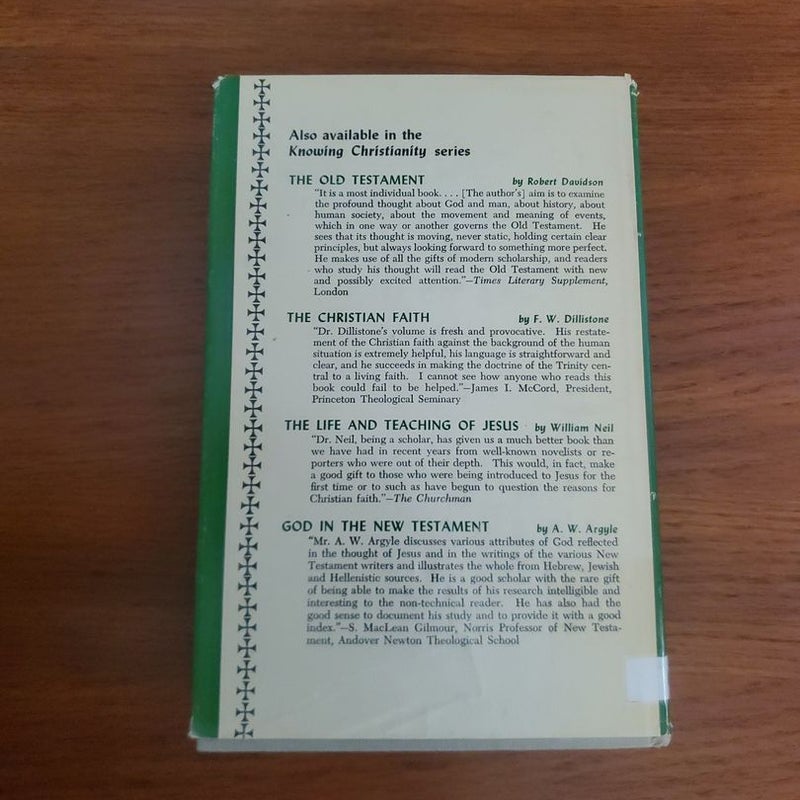 Also available in the
Knowing Christianity series
THE OLD TESTAMENT by Robert Davidson
"It is a most individual book. . . . [The author's] aim is to examine
the profound thought about God and man, about history, about
human society, about the movement and meaning of events,
which in one way or another governs the Old Testament. He
sees that its thought is moving, never static, holding certain clear
principles, but always looking forward to something more perfect.
He makes use of all the gifts of modern scholarship, and readers
who study his thought will read the Old Testament with new
and possibly excited attention."—Times Literary Supplement,
London
THE CHRISTIAN FAITH by F. W. Dillistone
"Dr. Dillistone's volume is fresh and provocative. His restate-
ment of the Christian faith against the background of the human
situation is extremely helpful, his language is straightforward and
clear, and he succeeds in making the doctrine of the Trinity cen-
tral to a living faith. I cannot see how anyone who reads this
book could fail to be helped."—James I. McCord, President,
Princeton Theological Seminary
THE LIFE AND TEACHING OF JESUS by William Neil
"Dr. Neil, being a scholar, has given us a much better book than
we have had in recent years from well-known novelists or re-
porters who were out of their depth. This would, in fact, make
a good gift to those who were being introduced to Jesus for the
first time or to such as have begun to question the reasons for
Christian faith."—The Churchman
GOD IN THE NEW TESTAMENT by A. W. Argyle
"Mr. A. W. Argyle discusses various attributes of God reflected
in the thought of Jesus and in the writings of the various New
Testament writers and illustrates the whole from Hebrew, Jewish
and Hellenistic sources. He is a good scholar with the rare gift
of being able to make the results of his research intelligible and
interesting to the non-technical reader. He has also had the
good sense to document his study and to provide it with a good
index."—S. MacLean Gilmour, Norris Professor of New Testa-
ment, Andover Newton Theological School